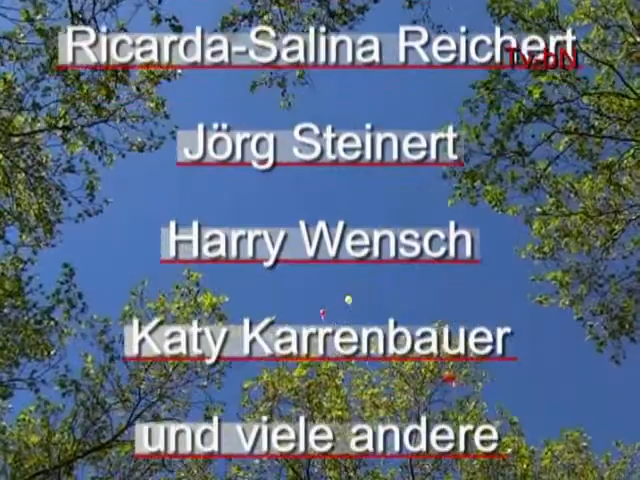 Ricarda-Salina Reichert
Jörg Steinert
Harry Wensch
Katy Karrenbauer
und viele andere